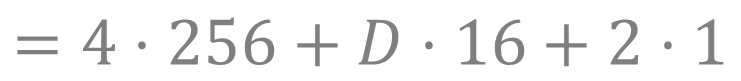 = 4 · 256 + D · 16 + 2 · 1